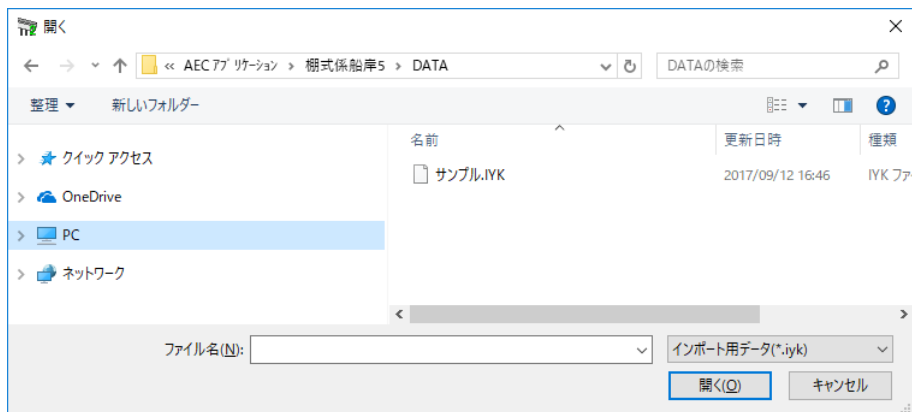 開く
« AEC アプリケーション › 棚式係船岸5 › DATA
DATAの検索
整理 ▼ 新しいフォルダー
名前 更新日時 種類
クイック アクセス
サンプル.IYK 2017/09/12 16:46 IYK ファ
OneDrive
PC
ネットワーク
ファイル名(N): インポート用データ(*.iyk)
開く(O) キャンセル